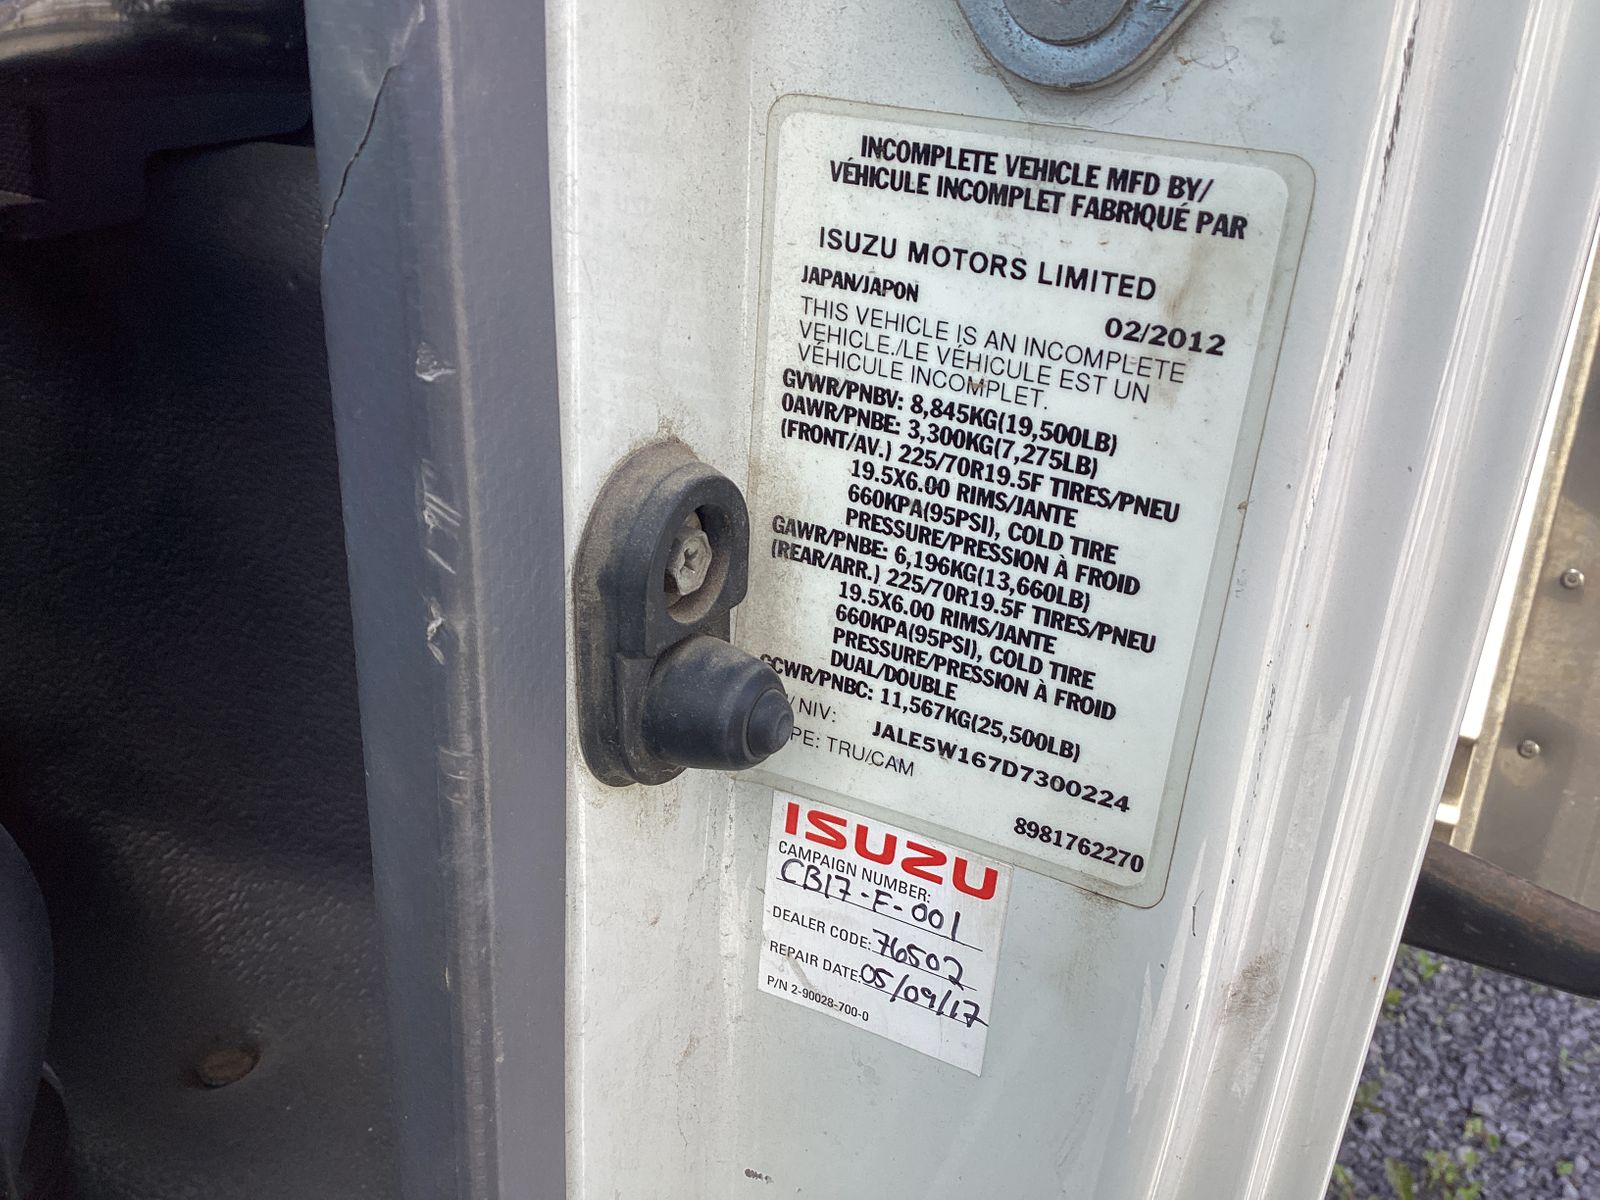 INCOMPLETE VEHICLE MFD BY/
VÉHICULE INCOMPLET FABRIQUÉ PAR
ISUZU MOTORS LIMITED
JAPAN/JAPON
02/2012
THIS VEHICLE IS AN INCOMPLETE
VEHICLE./LE VÉHICULE EST UN
VÉHICULE INCOMPLET.
GVWR/PNBV: 8,845KG(19,500LB)
GAWR/PNBE: 3,300KG(7,275LB)
(FRONT/AV.) 225/70R19.5F TIRES/PNEU
19.5X6.00 RIMS/JANTE
660KPA(95PSI), COLD TIRE
PRESSURE/PRESSION À FROID
GAWR/PNBE: 6,196KG(13,660LB)
(REAR/ARR.) 225/70R19.5F TIRES/PNEU
19.5X6.00 RIMS/JANTE
660KPA(95PSI), COLD TIRE
PRESSURE/PRESSION À FROID
DUAL/DOUBLE
GCWR/PNBC: 11,567KG(25,500LB)
/NIV: JALE5W167D7300224
PE: TRU/CAM
8981762270
ISUZU
CAMPAIGN NUMBER:
CB17-F-001
DEALER CODE: 76502
REPAIR DATE: 05/09/17
P/N 2-90028-700-0